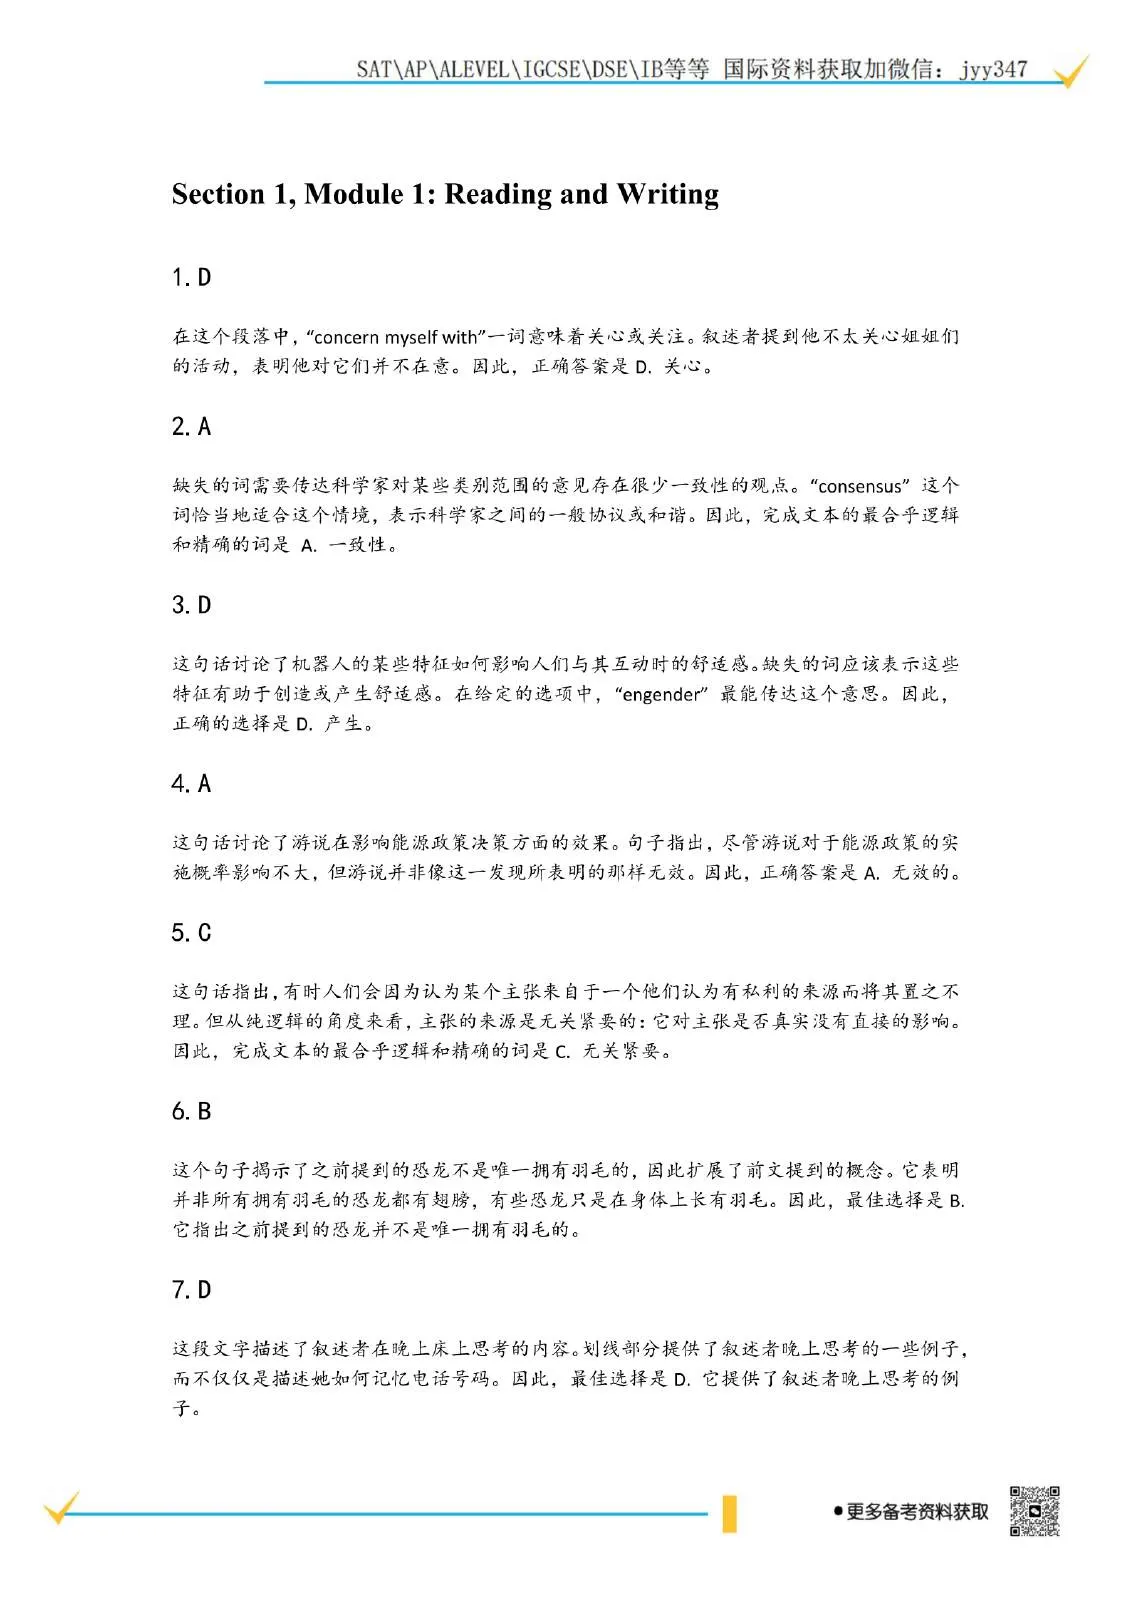 SAT\AP\ALEVEL\IGCSE\DSE\IB等等 国际资料获取加微信：jyy347
Section 1, Module 1: Reading and Writing
1. D
在这个段落中，“concern myself with”一词意味着关心或关注。叙述者提到他不太关心姐姐们
的活动，表明他对它们并不在意。因此，正确答案是 D. 关心。
2. A
缺失的词需要传达科学家对某些类别范围的意见存在很少一致性的观点。“consensus” 这个
词恰当地适合这个情境，表示科学家之间的一般协议或和谐。因此，完成文本的最合乎逻辑
和精确的词是 A. 一致性。
3. D
这句话讨论了机器人的某些特征如何影响人们与其互动时的舒适感。缺失的词应该表示这些
特征有助于创造或产生舒适感。在给定的选项中，“engender” 最能传达这个意思。因此，
正确的选择是 D. 产生。
4. A
这句话讨论了游说在影响能源政策决策方面的效果。句子指出，尽管游说对于能源政策的实
施概率影响不大，但游说并非像这一发现所表明的那样无效。因此，正确答案是 A. 无效的。
5. C
这句话指出，有时人们会因为认为某个主张来自于一个他们认为有私利的来源而将其置之不
理。但从纯逻辑的角度来看，主张的来源是无关紧要的：它对主张是否真实没有直接的影响。
因此，完成文本的最合乎逻辑和精确的词是 C. 无关紧要。
6. B
这个句子揭示了之前提到的恐龙不是唯一拥有羽毛的，因此扩展了前文提到的概念。它表明
并非所有拥有羽毛的恐龙都有翅膀，有些恐龙只是在身体上长有羽毛。因此，最佳选择是 B.
它指出之前提到的恐龙并不是唯一拥有羽毛的。
7. D
这段文字描述了叙述者在晚上床上思考的内容。划线部分提供了叙述者晚上思考的一些例子，
而不仅仅是描述她如何记忆电话号码。因此，最佳选择是 D. 它提供了叙述者晚上思考的例
子。
•更多备考资料获取